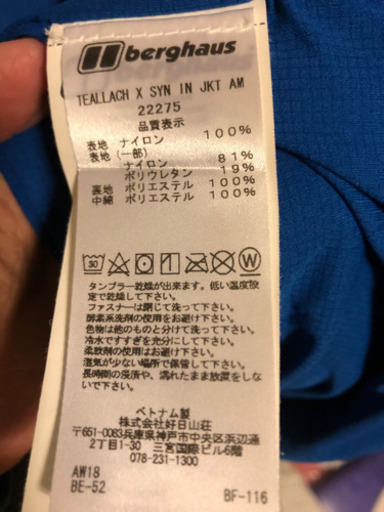 berghaus
TEALLACH X SYN IN JKT AM
22275
品質表示
表地 ナイロン 100%
表地(一部)
ナイロン 81%
ポリウレタン 19%
裏地 ポリエステル 100%
中綿 ポリエステル 100%
30 W
タンブラー乾燥が出来ます。低い温度設
定で乾燥して下さい。
ファスナーは閉じて洗って下さい。
酵素系洗剤の使用をお避け下さい。
色物は他のものと分けて洗って下さい。
冷水ですすぎを充分にして下さい。
柔軟剤の使用をお避け下さい。
湿気が少ない場所で保管して下さい。
長時間の浸漬や、濡れたまま放置をしな
いで下さい。
ベトナム製
株式会社好日山荘
〒651-0083兵庫県神戸市中央区浜辺通
2丁目1-30 三宮国際ビル6階
078-231-1300
AW18
BE-52 BF-116